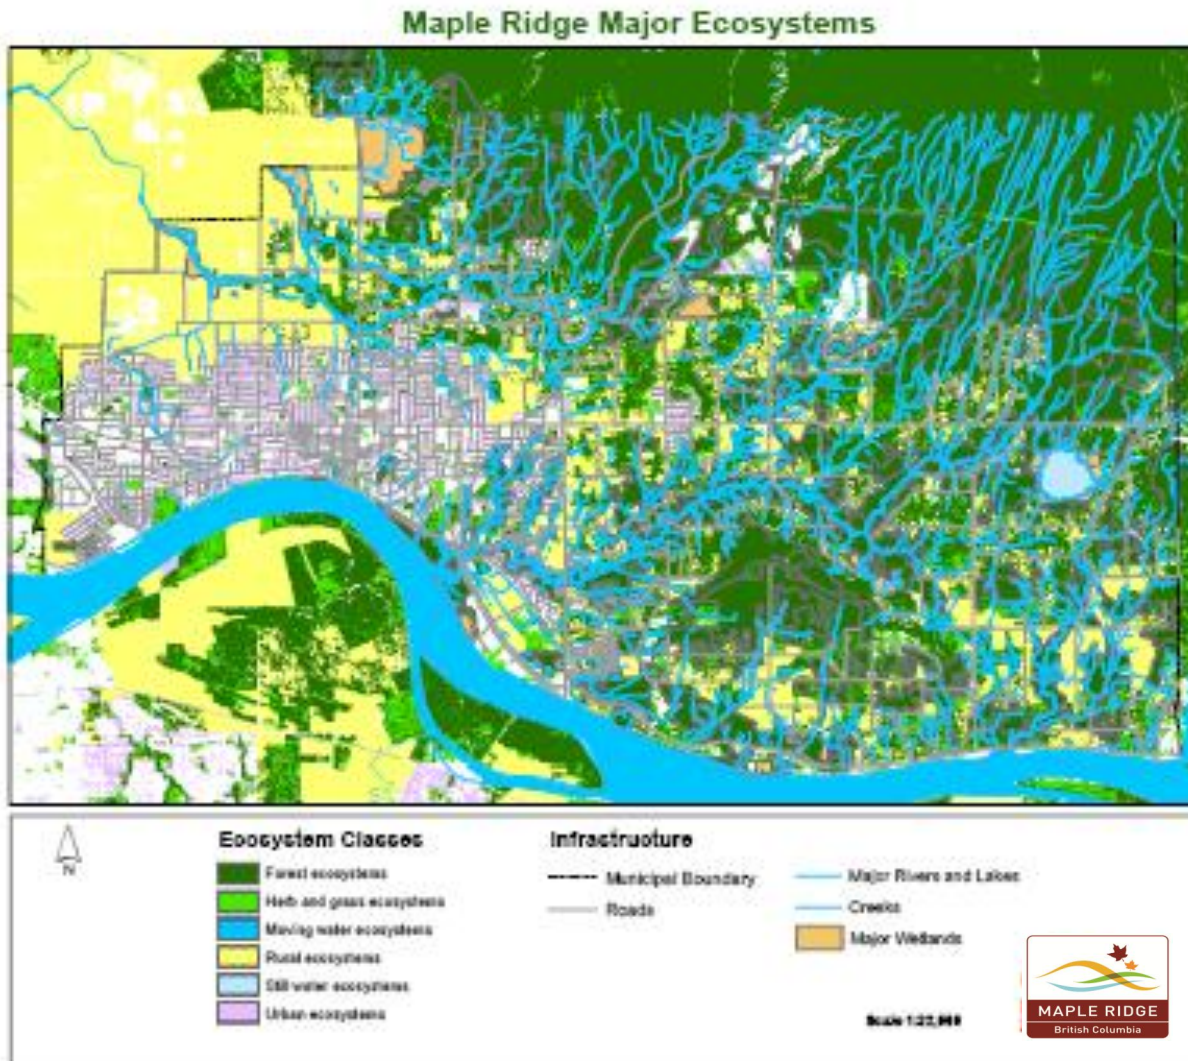 Maple Ridge Major Ecosystems
Ecosystem Classes
Forest ecosystems
Herb and grass ecosystems
Moving water ecosystems
Rural ecosystems
Still water ecosystems
Urban ecosystems
Infrastructure
Municipal Boundary
Roads
Major Rivers and Lakes
Creeks
Major Wetlands
N
Scale
MAPLE RIDGE
British Columbia